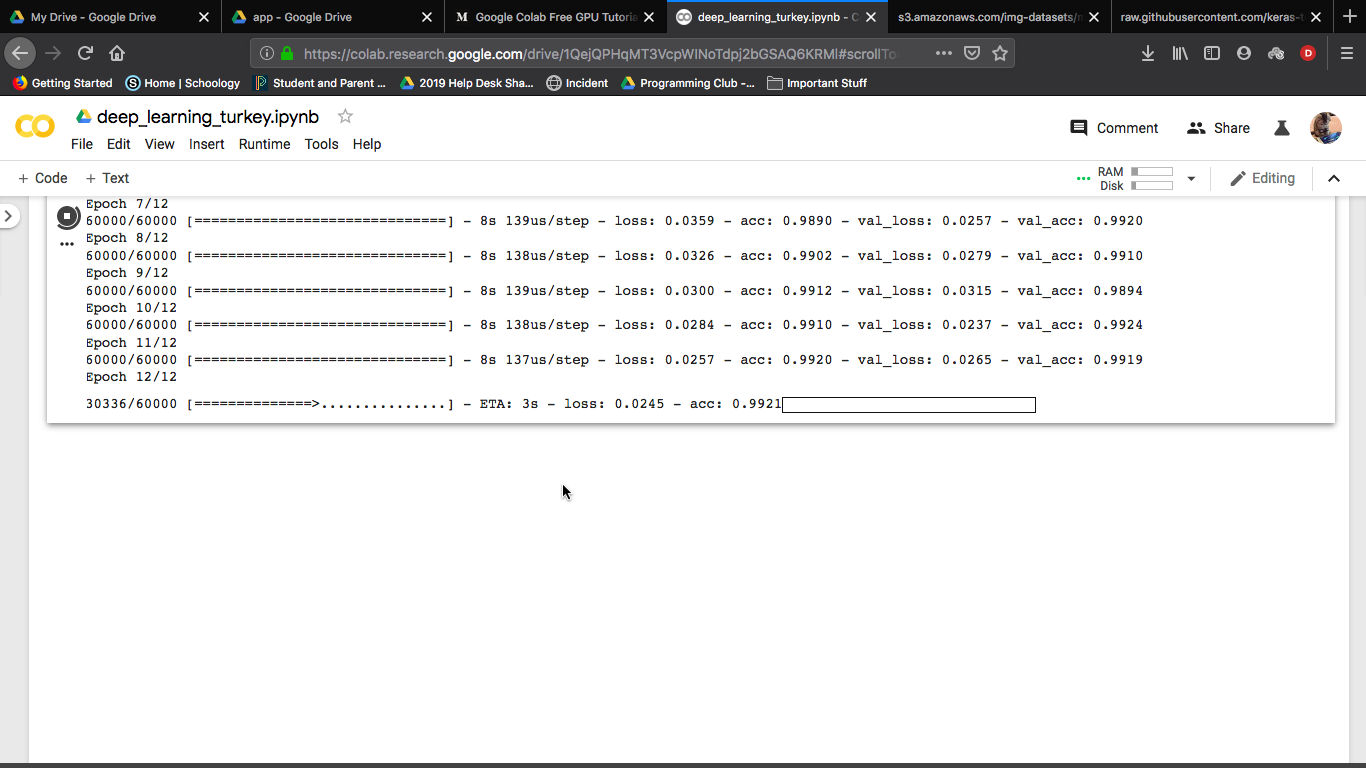 My Drive - Google Drive
app - Google Drive
M Google Colab Free GPU Tutoria
deep_learning_turkey.ipynb - C
s3.amazonaws.com/img-datasets/
raw.githubusercontent.com/keras-
https://colab.research.google.com/drive/1QejQPHqMT3VcpWINoTdpj2bGSAQ6KRMl#scrollTo
D
Getting Started
S Home | Schoology
P Student and Parent ...
2019 Help Desk Sha...
Incident
Programming Club -...
Important Stuff
CO deep_learning_turkey.ipynb
Comment
Share
File Edit View Insert Runtime Tools Help
+ Code + Text
RAM
Disk
Editing
Epoch 7/12
60000/60000 [==============================] - 8s 139us/step - loss: 0.0359 - acc: 0.9890 - val_loss: 0.0257 - val_acc: 0.9920
Epoch 8/12
60000/60000 [==============================] - 8s 138us/step - loss: 0.0326 - acc: 0.9902 - val_loss: 0.0279 - val_acc: 0.9910
Epoch 9/12
60000/60000 [==============================] - 8s 139us/step - loss: 0.0300 - acc: 0.9912 - val_loss: 0.0315 - val_acc: 0.9894
Epoch 10/12
60000/60000 [==============================] - 8s 138us/step - loss: 0.0284 - acc: 0.9910 - val_loss: 0.0237 - val_acc: 0.9924
Epoch 11/12
60000/60000 [==============================] - 8s 137us/step - loss: 0.0257 - acc: 0.9920 - val_loss: 0.0265 - val_acc: 0.9919
Epoch 12/12
30336/60000 [==============>...............] - ETA: 3s - loss: 0.0245 - acc: 0.9921